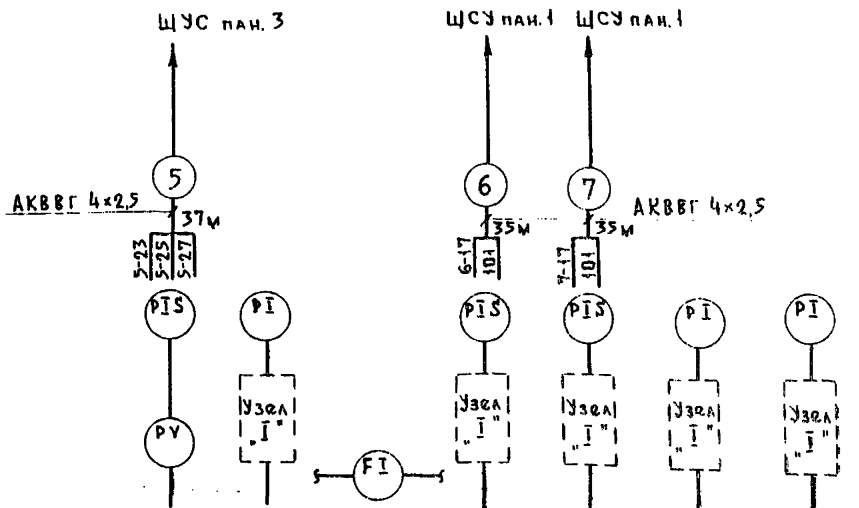 ЩУС пан. 3
ЩСУ пан. 1
ЩСУ пан. 1
5
6
7
АКВВГ 4×2,5
37м
35м
35м
АКВВГ 4×2,5
5-23
5-25
5-27
6-17
101
7-17
101
PIS
PI
PIS
PIS
PI
PI
Узел
"I"
Узел
"I"
Узел
"I"
Узел
"I"
Узел
"I"
PY
FI